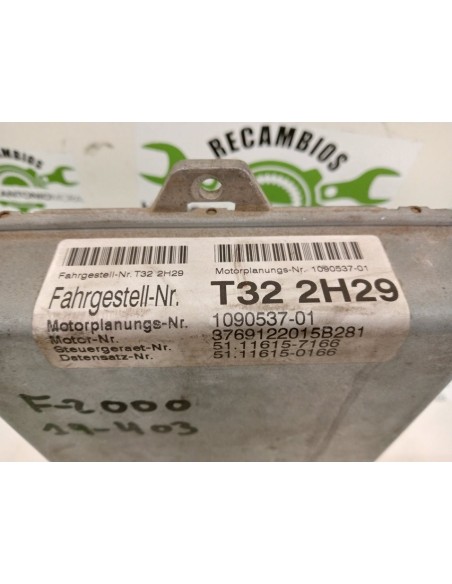 RECAMBIOS
ANTONIO
Fahrgestell-Nr. T32 2H29
Motorplanungs-Nr. 1090537-01
Fahrgestell-Nr. T32 2H29
Motorplanungs-Nr. 1090537-01
Motor-Nr. 3769122015B281
Steuergeraet-Nr. 51.11615-7166
Datensatz-Nr. 51.11615-0166
F-2000
19-403